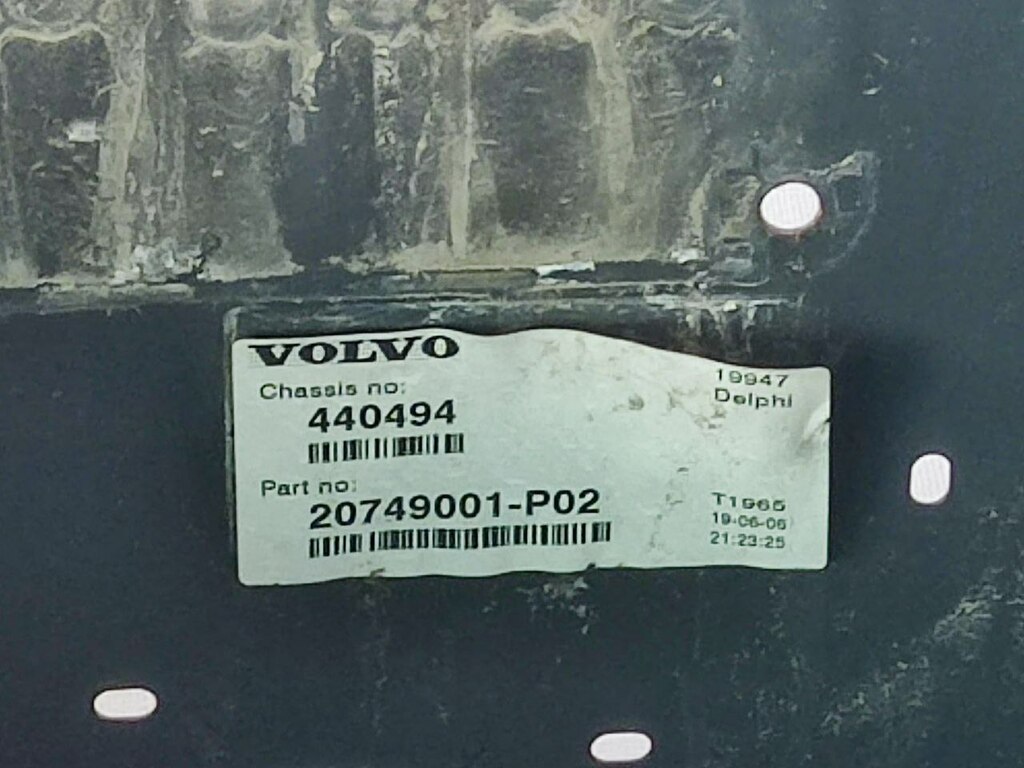 VOLVO
Chassis no:
440494
Part no:
20749001-P02
19947
Delphi
T1965
19-06-06
21:23:25